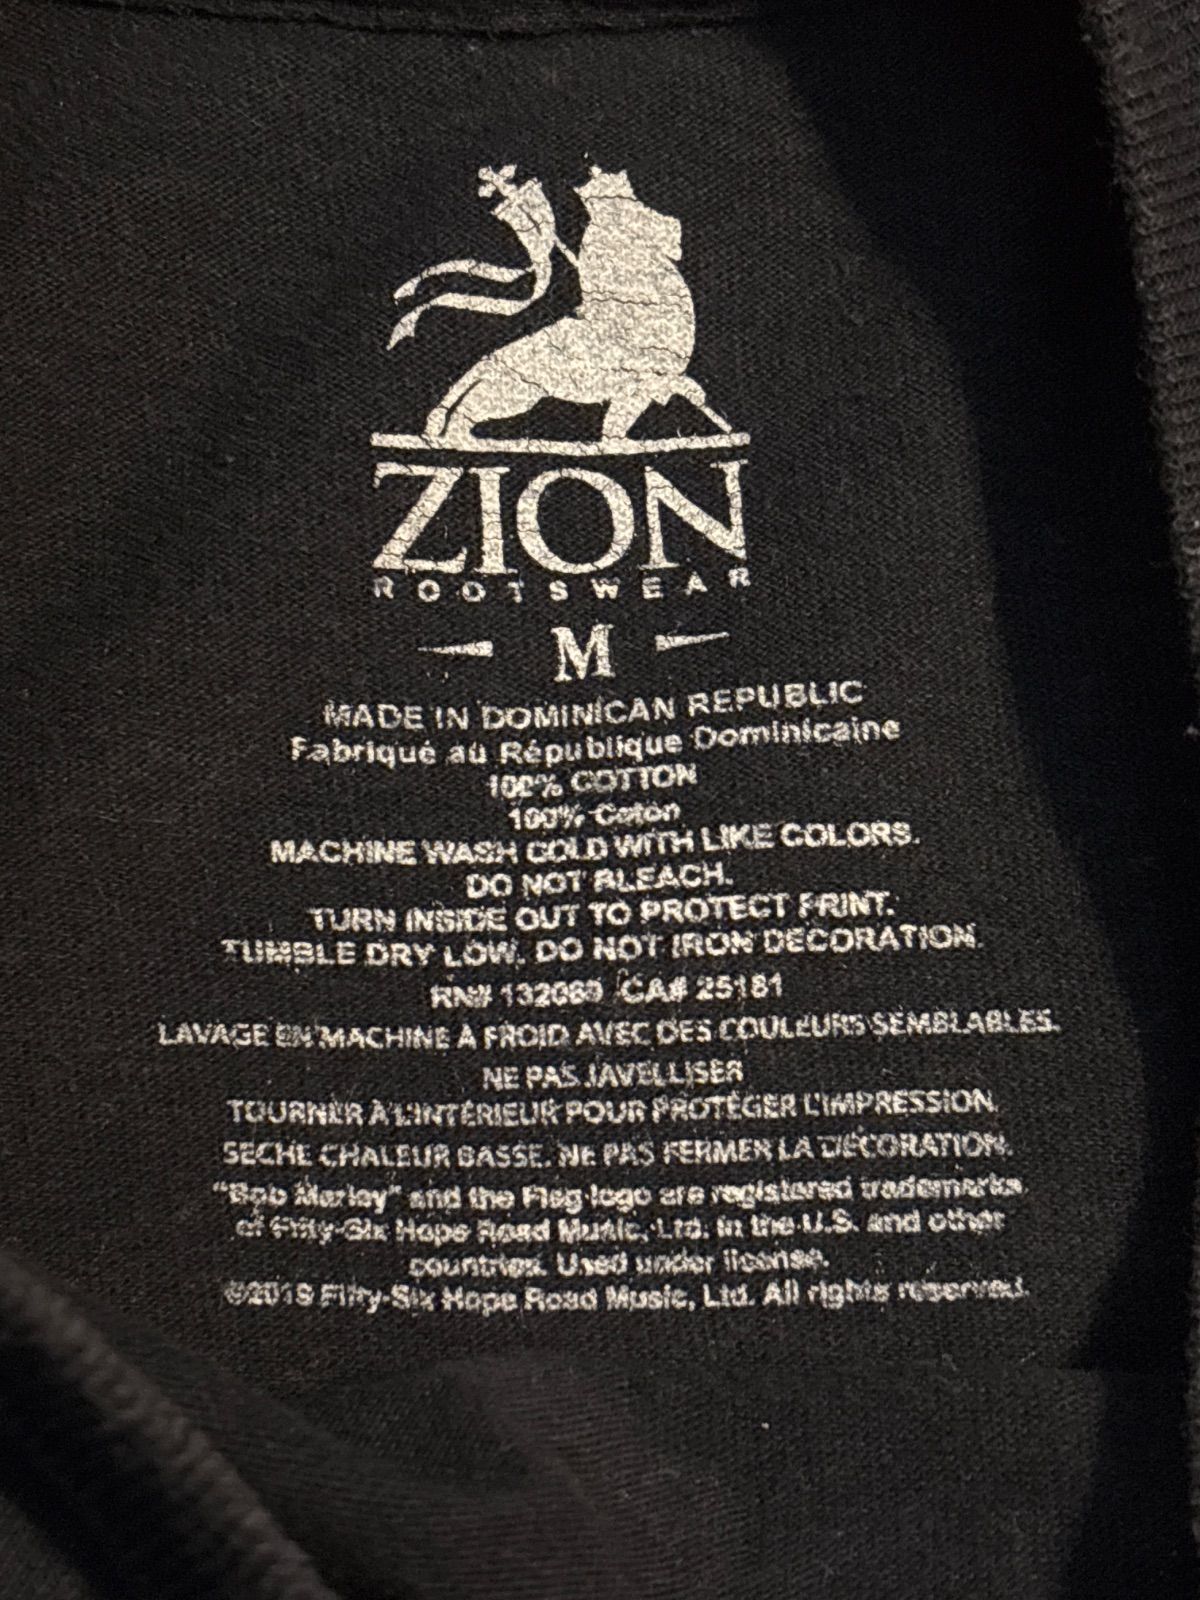 ZION
ROOTSWEAR
M
MADE IN DOMINICAN REPUBLIC
Fabriqué au République Dominicaine
100% COTTON
100% Coton
MACHINE WASH COLD WITH LIKE COLORS.
DO NOT BLEACH.
TURN INSIDE OUT TO PROTECT PRINT.
TUMBLE DRY LOW. DO NOT IRON DECORATION.
RN# 132060 CA# 25181
LAVAGE EN MACHINE À FROID AVEC DES COULEURS SEMBLABLES.
NE PAS JAVELLISER
TOURNER À L'INTÉRIEUR POUR PROTÉGER L'IMPRESSION.
SÉCHE CHALEUR BASSE. NE PAS FERMER LA DÉCORATION.
"Bob Marley" and the Flag logo are registered trademarks
of Fifty-Six Hope Road Music, Ltd. in the U.S. and other
countries. Used under license.
Fifty-Six Hope Road Music, Ltd. All rights reserved.